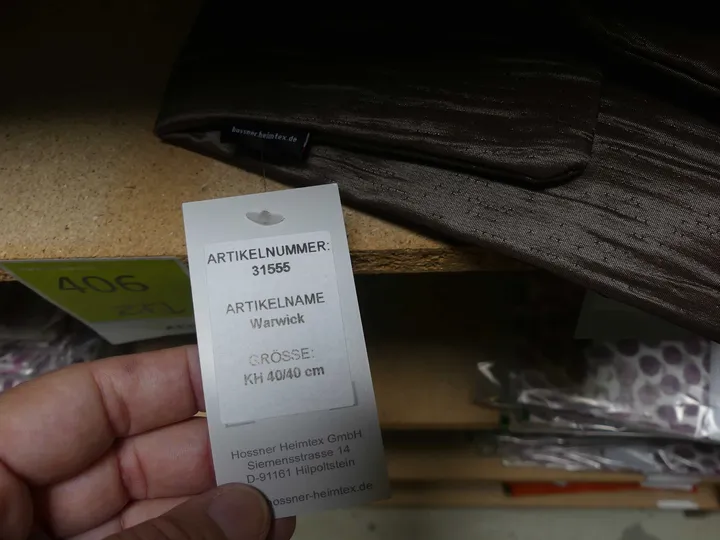 hossner-heimtex.de
ARTIKELNUMMER:
31555
ARTIKELNAME
Warwick
GRÖSSE:
KH 40/40 cm
Hossner Heimtex GmbH
Siemensstrasse 14
D-91161 Hilpoltstein
hossner-heimtex.de
406